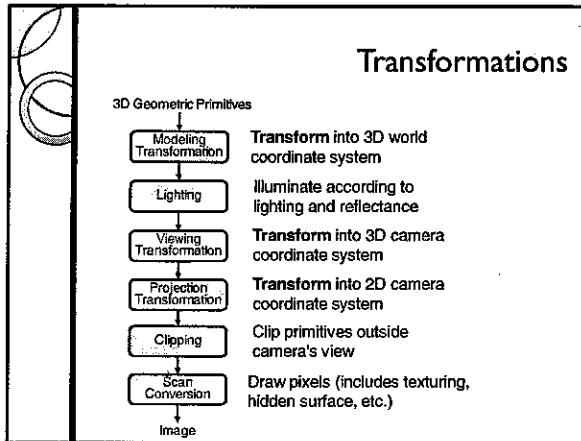 Transformations
3D Geometric Primitives
Modeling
Transformation
Transform into 3D world
coordinate system
Lighting
Illuminate according to
lighting and reflectance
Viewing
Transformation
Transform into 3D camera
coordinate system
Projection
Transformation
Transform into 2D camera
coordinate system
Clipping
Clip primitives outside
camera's view
Scan
Conversion
Draw pixels (includes texturing,
hidden surface, etc.)
Image